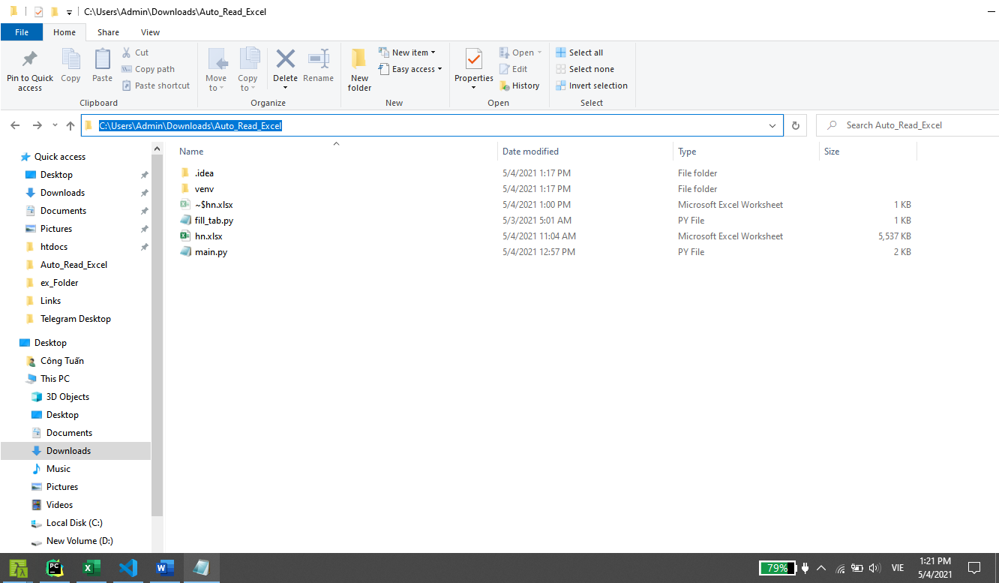 C:\Users\Admin\Downloads\Auto_Read_Excel
File Home Share View
Pin to Quick access
Copy
Paste
Cut
Copy path
Paste shortcut
Clipboard
Move to
Copy to
Delete
Rename
Organize
New folder
New item
Easy access
New
Properties
Open
Edit
History
Open
Select all
Select none
Invert selection
Select
C:\Users\Admin\Downloads\Auto_Read_Excel
Search Auto_Read_Excel
Quick access
Desktop
Downloads
Documents
Pictures
htdocs
Auto_Read_Excel
ex_Folder
Links
Telegram Desktop
Desktop
Công Tuấn
This PC
3D Objects
Desktop
Documents
Downloads
Music
Pictures
Videos
Local Disk (C:)
New Volume (D:)
Name Date modified Type Size
.idea 5/4/2021 1:17 PM File folder
venv 5/4/2021 1:17 PM File folder
~$hn.xlsx 5/4/2021 1:00 PM Microsoft Excel Worksheet 1 KB
fill_tab.py 5/3/2021 5:01 AM PY File 1 KB
hn.xlsx 5/4/2021 11:04 AM Microsoft Excel Worksheet 5,537 KB
main.py 5/4/2021 12:57 PM PY File 2 KB
PC
X
W
79%
VIE
1:21 PM
5/4/2021